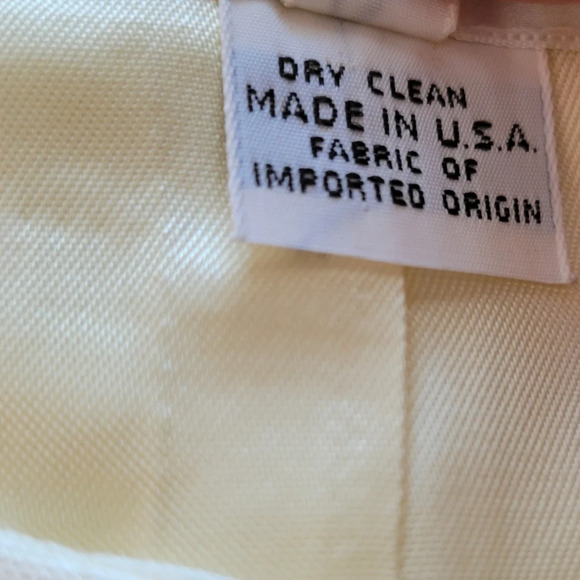 DRY CLEAN
MADE IN U.S.A.
FABRIC OF
IMPORTED ORIGIN